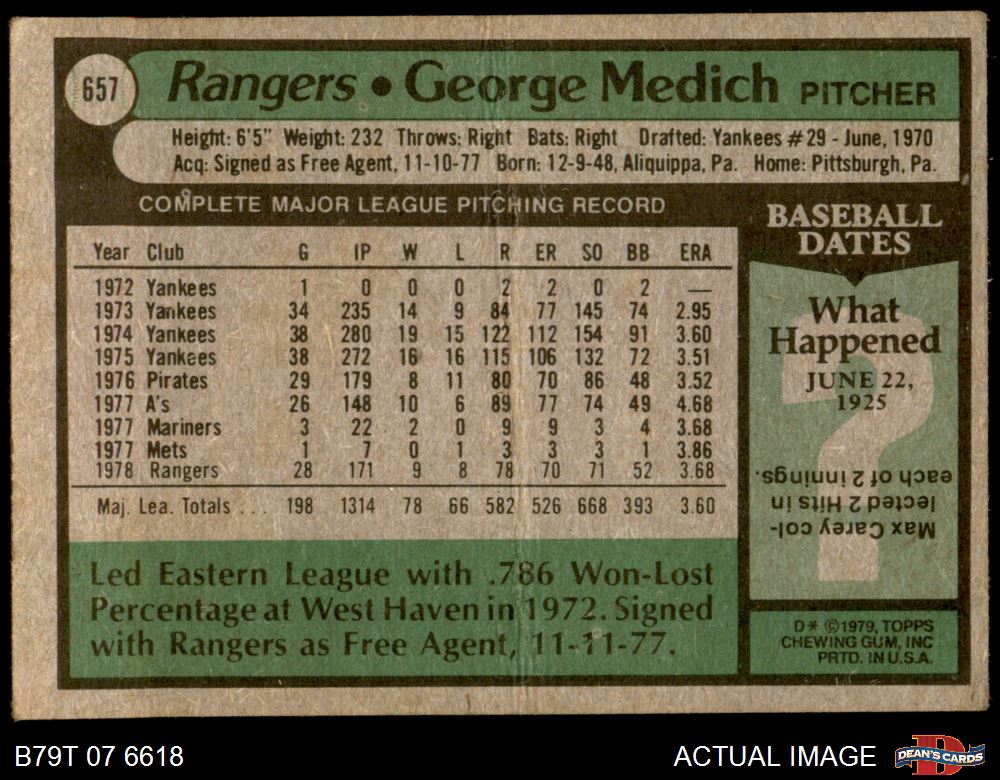 657
Rangers • George Medich PITCHER
Height: 6'5" Weight: 232 Throws: Right Bats: Right Drafted: Yankees #29 - June, 1970
Acq: Signed as Free Agent, 11-10-77 Born: 12-9-48, Aliquippa, Pa. Home: Pittsburgh, Pa.
COMPLETE MAJOR LEAGUE PITCHING RECORD
Year Club G IP W L R ER SO BB ERA
1972 Yankees 1 0 0 0 2 2 0 2 —
1973 Yankees 34 235 14 9 84 77 145 74 2.95
1974 Yankees 38 280 19 15 122 112 154 91 3.60
1975 Yankees 38 272 16 16 115 106 132 72 3.51
1976 Pirates 29 179 8 11 80 70 86 48 3.52
1977 A's 26 148 10 6 89 77 74 49 4.68
1977 Mariners 3 22 2 0 9 9 3 4 3.68
1977 Mets 1 7 0 1 3 3 3 1 3.86
1978 Rangers 28 171 9 8 78 70 71 52 3.68
Maj. Lea. Totals ... 198 1314 78 66 582 526 668 393 3.60
Led Eastern League with .786 Won-Lost
Percentage at West Haven in 1972. Signed
with Rangers as Free Agent, 11-11-77.
BASEBALL
DATES
What
Happened
JUNE 22,
1925
?
Max Carey col-
lected 2 Hits in
each of 2 innings.
D* ©1979, TOPPS
CHEWING GUM, INC
PRTD. IN U.S.A.
B79T 07 6618
ACTUAL IMAGE
DEAN'S CARDS